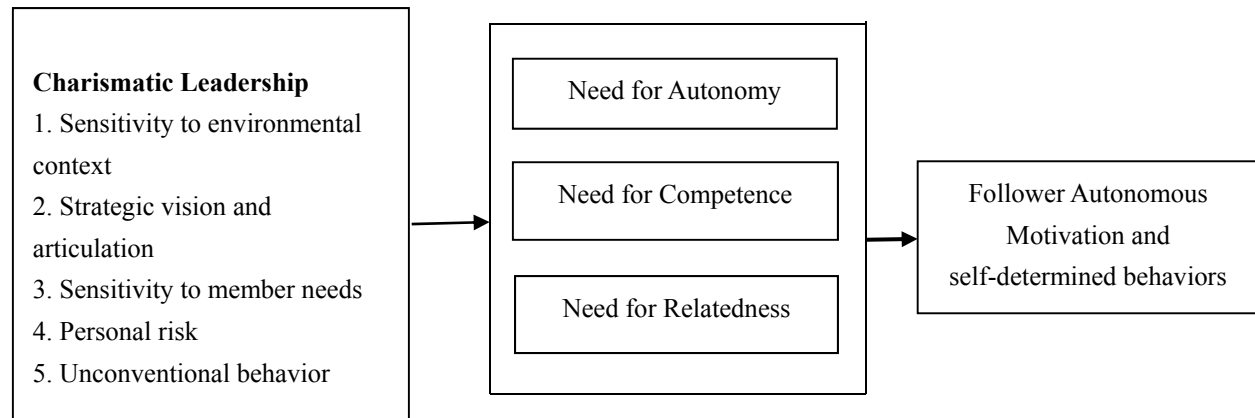 Charismatic Leadership
1. Sensitivity to environmental
context
2. Strategic vision and
articulation
3. Sensitivity to member needs
4. Personal risk
5. Unconventional behavior
Need for Autonomy
Need for Competence
Need for Relatedness
Follower Autonomous
Motivation and
self-determined behaviors